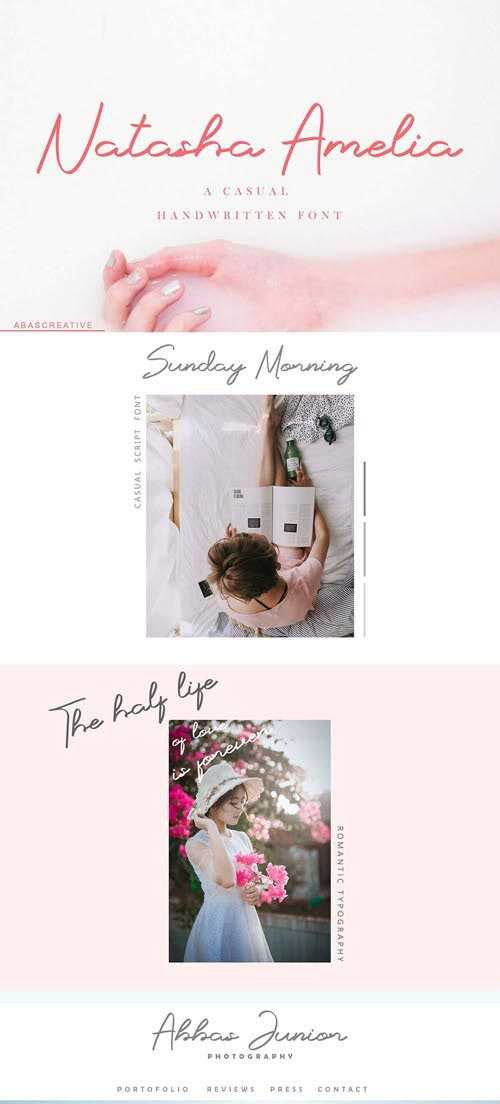 Natasha Amelia
A CASUAL
HANDWRITTEN FONT
ABASCREATIVE
Sunday Morning
CASUAL SCRIPT FONT
The half life
of love
is forever
ROMANTIC TYPOGRAPHY
Abbas Junior
PHOTOGRAPHY
PORTOFOLIO REVIEWS PRESS CONTACT